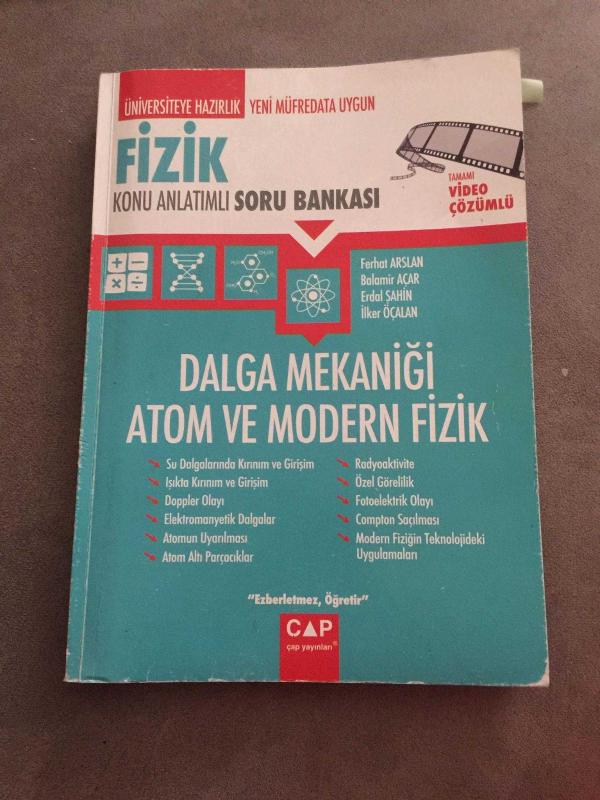 ÜNİVERSİTEYE HAZIRLIK YENİ MÜFREDATA UYGUN
FİZİK
KONU ANLATIMLI SORU BANKASI
TAMAMI
VİDEO
ÇÖZÜMLÜ
Ferhat ARSLAN
Balamir AÇAR
Erdal ŞAHİN
İlker ÖÇALAN
DALGA MEKANİĞİ
ATOM VE MODERN FİZİK
Su Dalgalarında Kırınım ve Girişim
Işıkta Kırınım ve Girişim
Doppler Olayı
Elektromanyetik Dalgalar
Atomun Uyarılması
Atom Altı Parçacıklar
Radyoaktivite
Özel Görelilik
Fotoelektrik Olayı
Compton Saçılması
Modern Fiziğin Teknolojideki
Uygulamaları
"Ezberletmez, Öğretir"
ÇAP
çap yayınları®